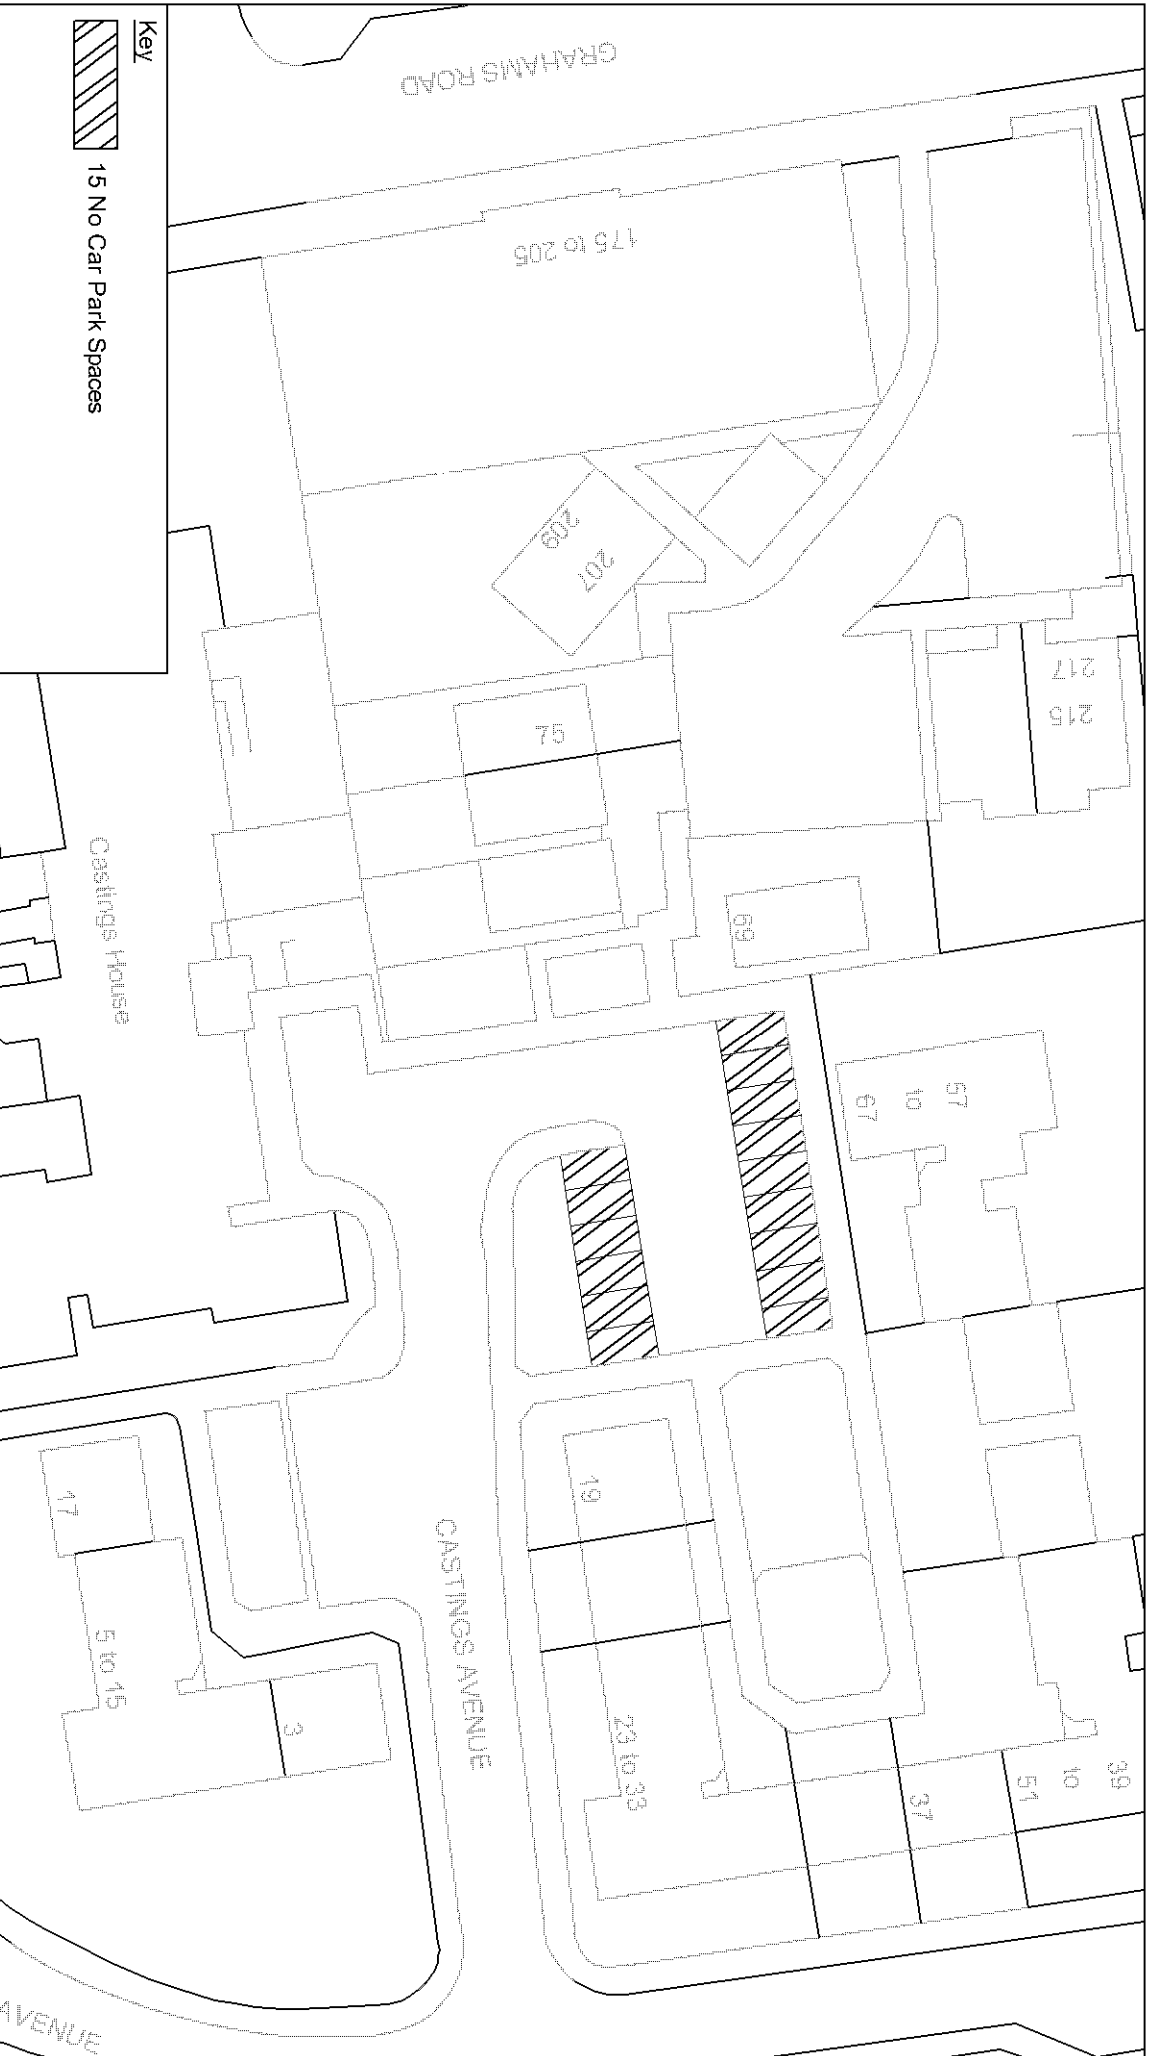 Key
15 No Car Park Spaces
GRAHAMS ROAD
175 to 205
209
207
217
215
75
69
Castings House
57
to
67
19
CASTINGS AVENUE
17
5 to 15
3
23 to 33
37
39
to
51
AVENUE